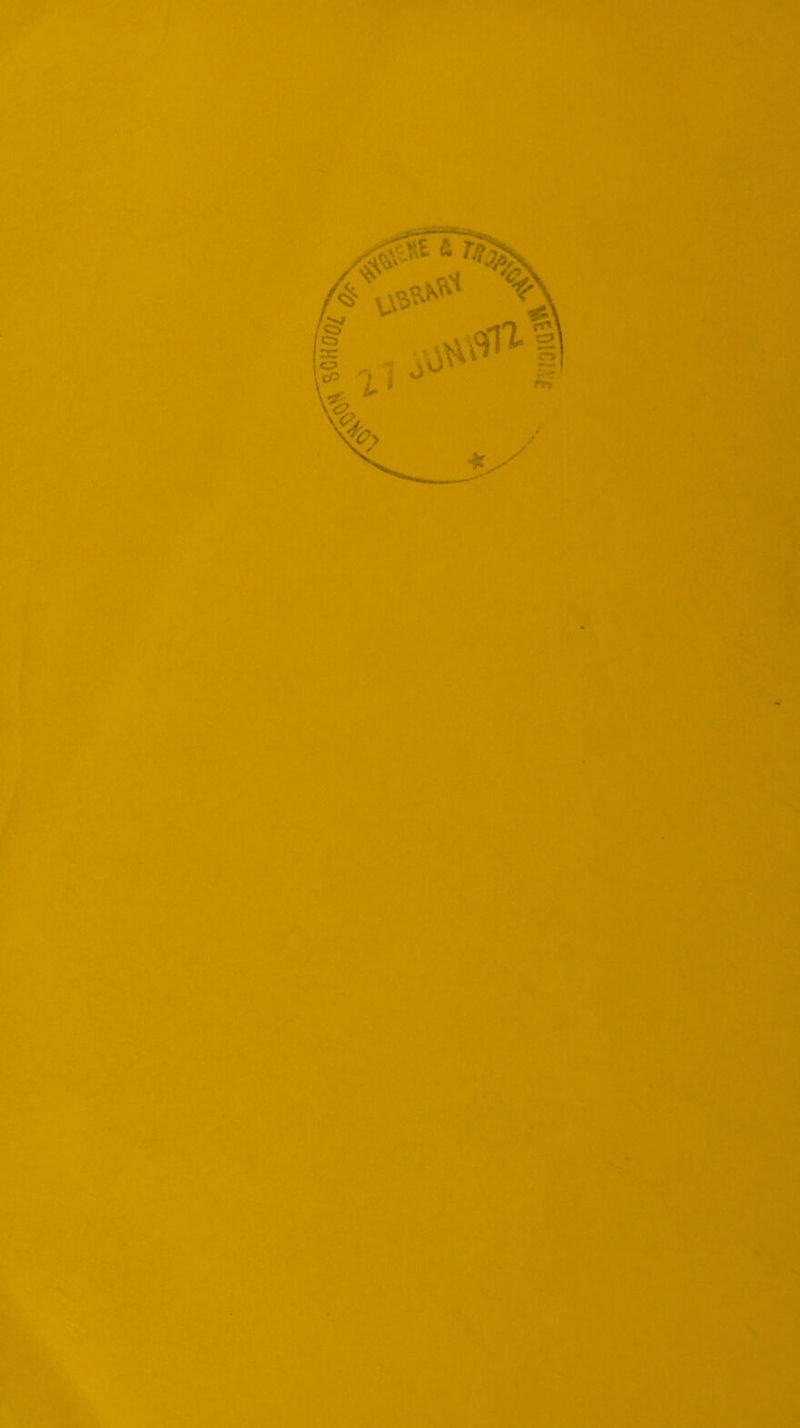 LONDON SCHOOL OF HYGIENE & TROPICAL MEDICINE
LIBRARY
27 JUN 1972